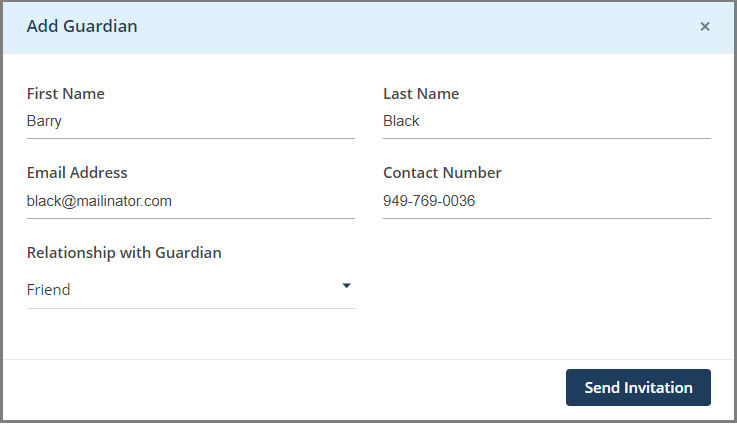 Add Guardian ×
First Name Last Name
Barry Black
Email Address Contact Number
black@mailinator.com 949-769-0036
Relationship with Guardian
Friend
Send Invitation